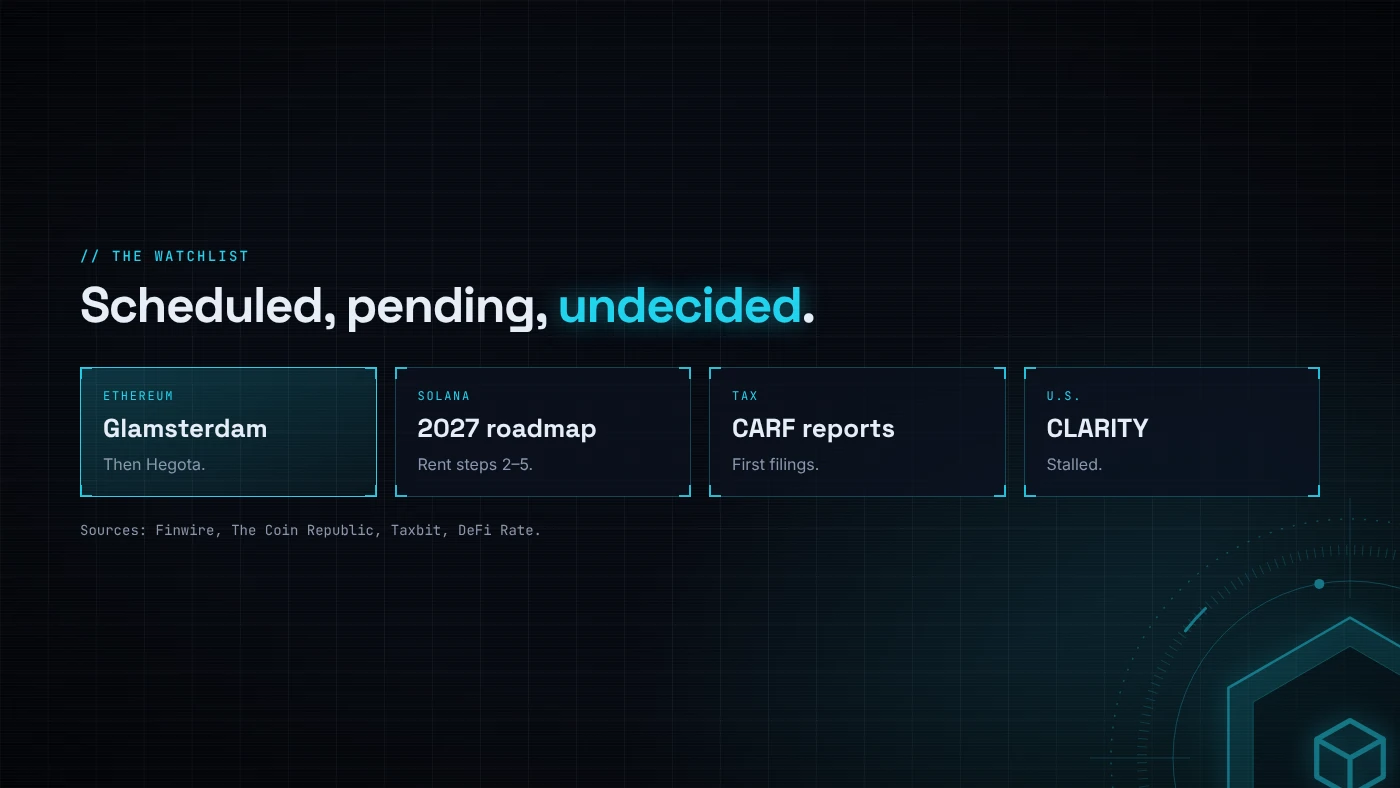 // THE WATCHLIST
Scheduled, pending, undecided.
ETHEREUM
Glamsterdam
Then Hegota.
SOLANA
2027 roadmap
Rent steps 2–5.
TAX
CARF reports
First filings.
U.S.
CLARITY
Stalled.
Sources: Finwire, The Coin Republic, Taxbit, DeFi Rate.